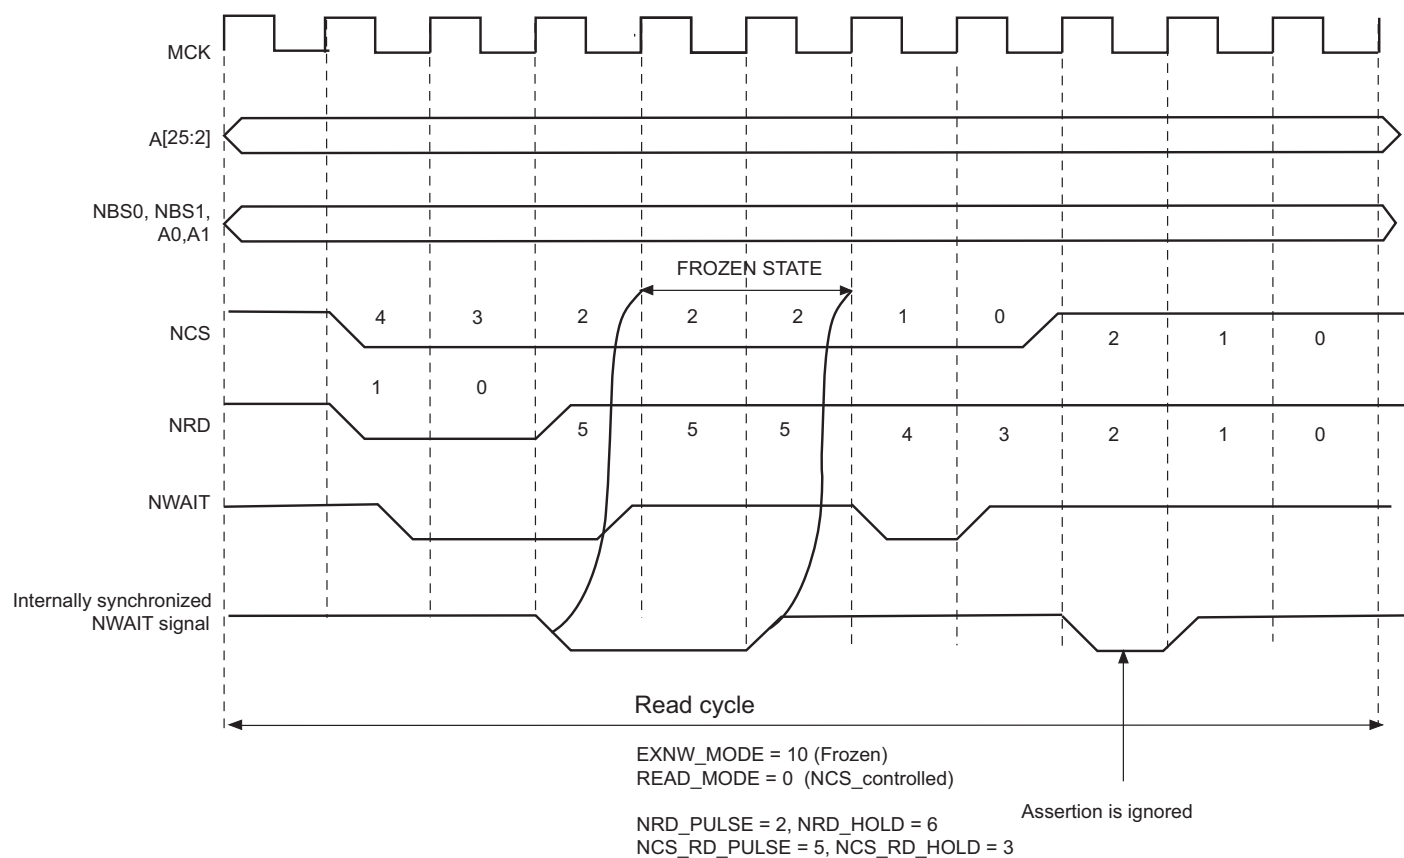 MCK
A[25:2]
NBS0, NBS1,
A0,A1
FROZEN STATE
NCS
4 3 2 2 2 1 0
2 1 0
1 0
NRD
5 5 5 4 3 2 1 0
NWAIT
Internally synchronized
NWAIT signal
Read cycle
EXNW_MODE = 10 (Frozen)
READ_MODE = 0 (NCS_controlled)
Assertion is ignored
NRD_PULSE = 2, NRD_HOLD = 6
NCS_RD_PULSE = 5, NCS_RD_HOLD = 3